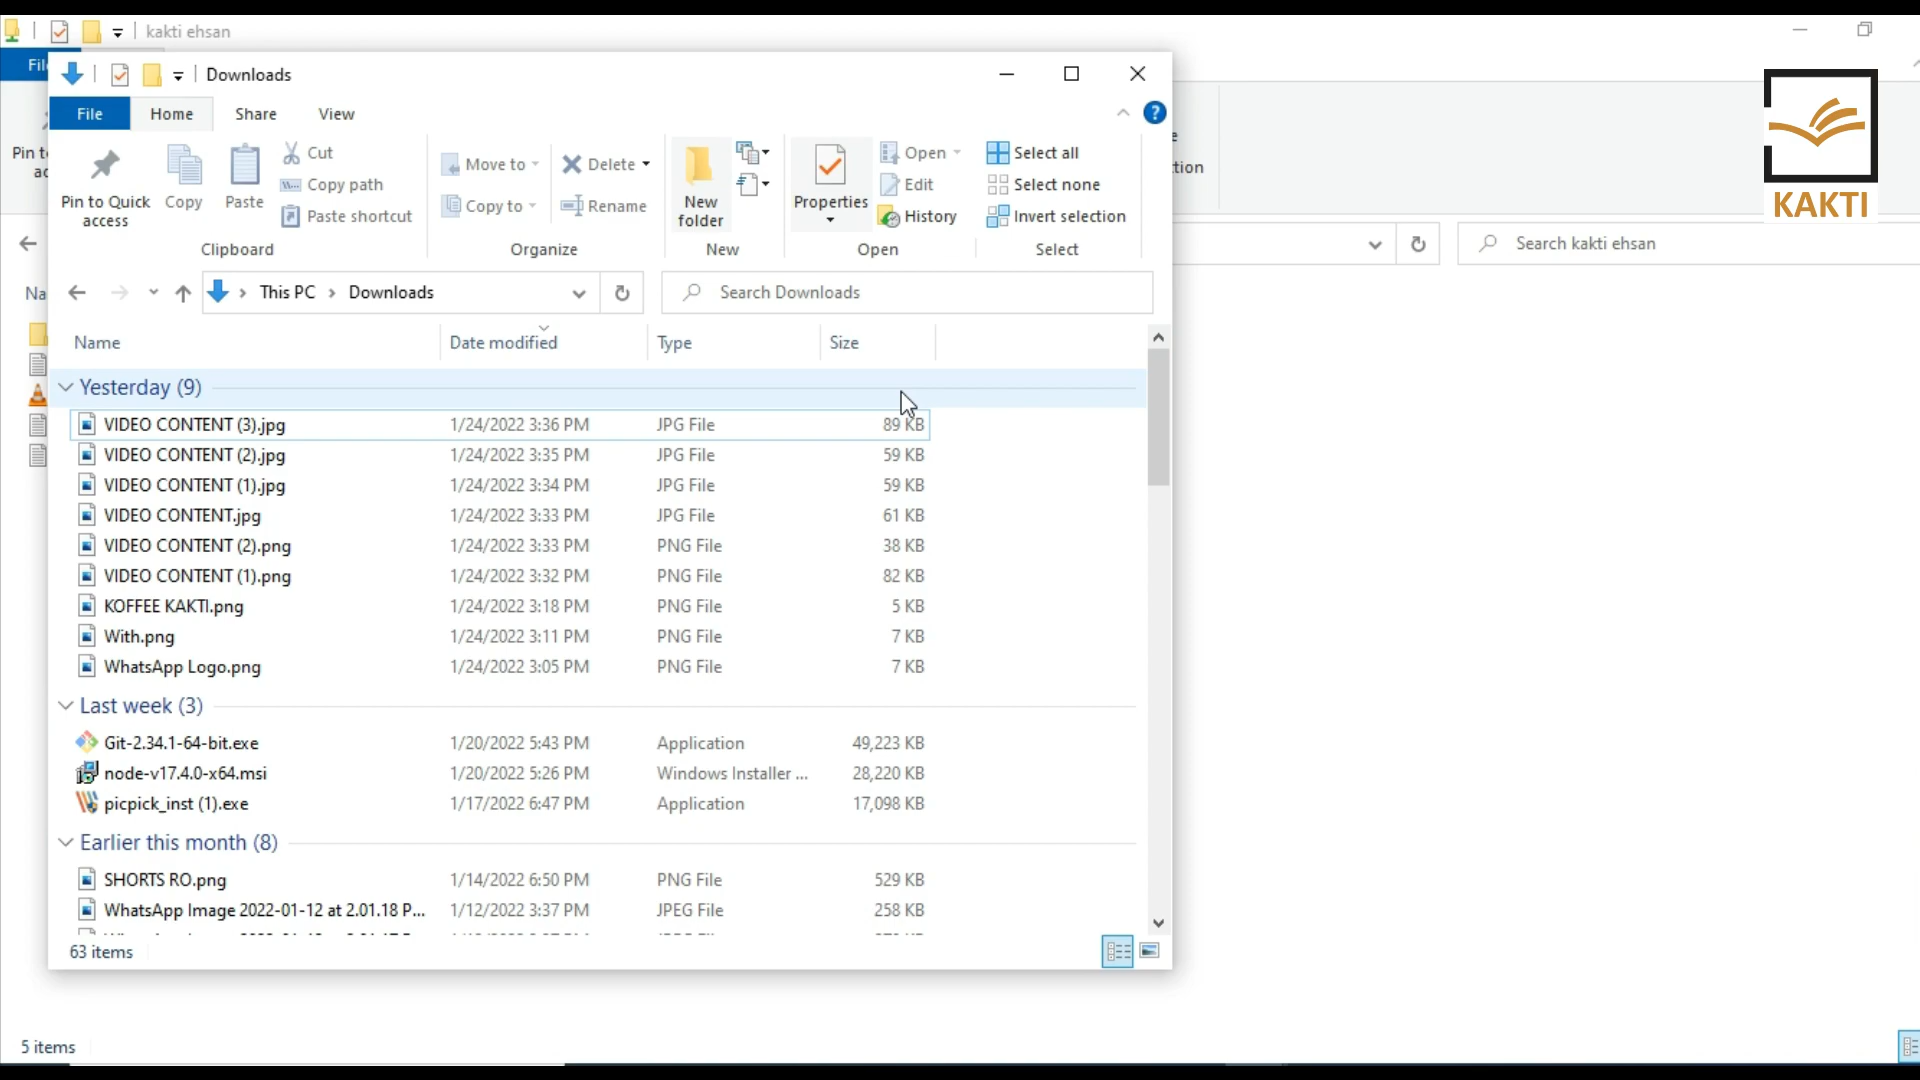 kakti ehsan
Downloads
File Home Share View
Pin to Quick access
Copy
Paste
Cut
Copy path
Paste shortcut
Clipboard
Move to
Copy to
Delete
Rename
Organize
New folder
New
Properties
Open
Edit
History
Open
Select all
Select none
Invert selection
Select
KAKTI
This PC > Downloads
Search Downloads
Search kakti ehsan
Name Date modified Type Size
Yesterday (9)
VIDEO CONTENT (3).jpg 1/24/2022 3:36 PM JPG File 89 KB
VIDEO CONTENT (2).jpg 1/24/2022 3:35 PM JPG File 59 KB
VIDEO CONTENT (1).jpg 1/24/2022 3:34 PM JPG File 59 KB
VIDEO CONTENT.jpg 1/24/2022 3:33 PM JPG File 61 KB
VIDEO CONTENT (2).png 1/24/2022 3:33 PM PNG File 38 KB
VIDEO CONTENT (1).png 1/24/2022 3:32 PM PNG File 82 KB
KOFFEE KAKTI.png 1/24/2022 3:18 PM PNG File 5 KB
With.png 1/24/2022 3:11 PM PNG File 7 KB
WhatsApp Logo.png 1/24/2022 3:05 PM PNG File 7 KB
Last week (3)
Git-2.34.1-64-bit.exe 1/20/2022 5:43 PM Application 49,223 KB
node-v17.4.0-x64.msi 1/20/2022 5:26 PM Windows Installer ... 28,220 KB
picpick_inst (1).exe 1/17/2022 6:47 PM Application 17,098 KB
Earlier this month (8)
SHORTS RO.png 1/14/2022 6:50 PM PNG File 529 KB
WhatsApp Image 2022-01-12 at 2.01.18 P... 1/12/2022 3:37 PM JPEG File 258 KB
63 items
5 items